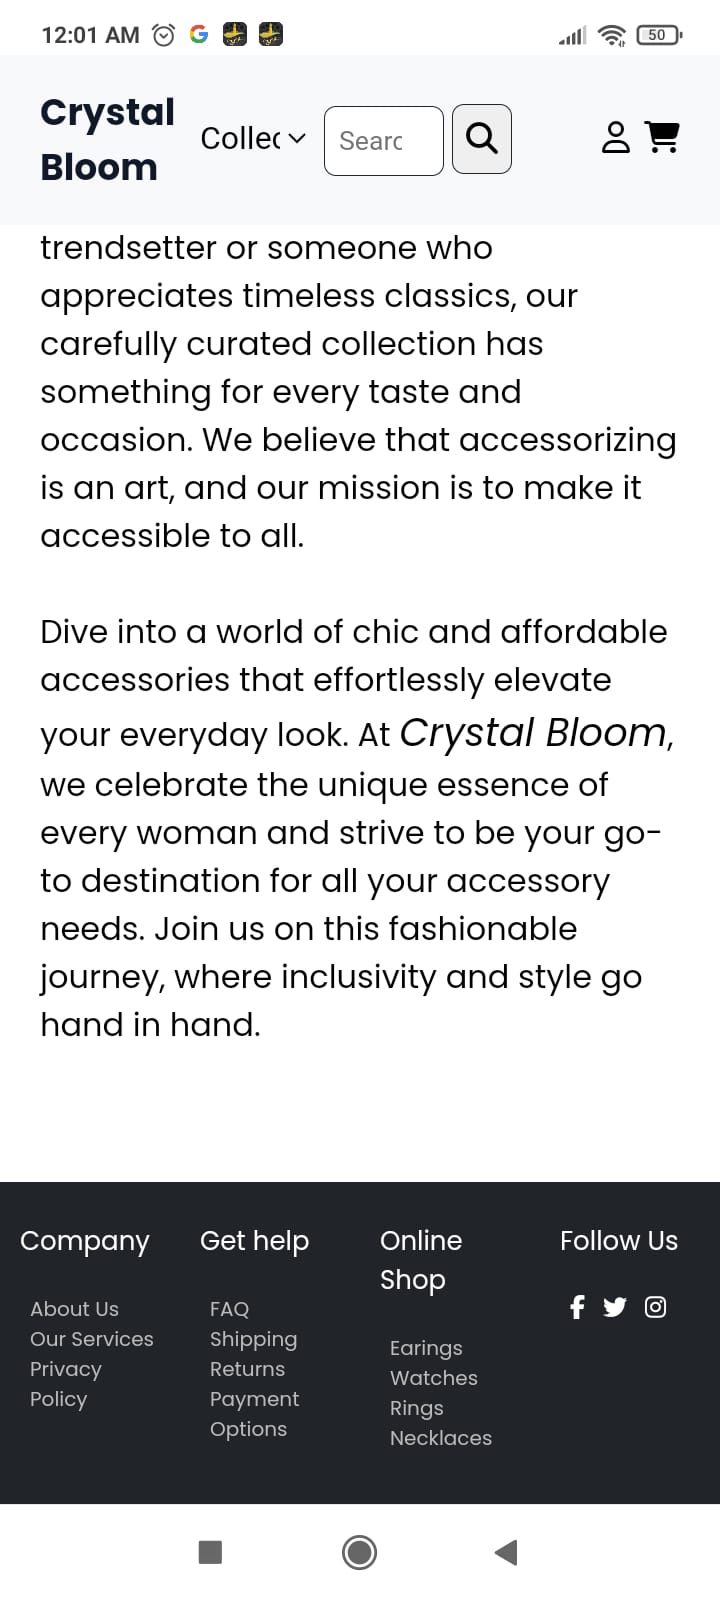 12:01 AM
50
Crystal
Bloom
Collec
Searc
trendsetter or someone who
appreciates timeless classics, our
carefully curated collection has
something for every taste and
occasion. We believe that accessorizing
is an art, and our mission is to make it
accessible to all.
Dive into a world of chic and affordable
accessories that effortlessly elevate
your everyday look. At Crystal Bloom,
we celebrate the unique essence of
every woman and strive to be your go-
to destination for all your accessory
needs. Join us on this fashionable
journey, where inclusivity and style go
hand in hand.
Company
About Us
Our Services
Privacy
Policy
Get help
FAQ
Shipping
Returns
Payment
Options
Online
Shop
Earings
Watches
Rings
Necklaces
Follow Us